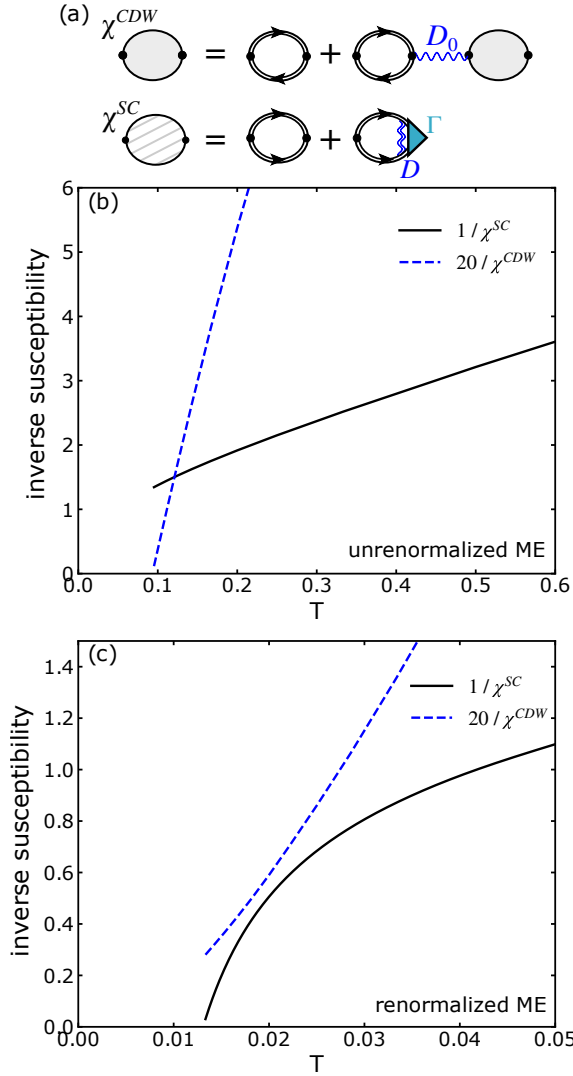 (a)
χ^CDW = + D₀
χ^SC = + Γ
D
(b)
6
5
4
3
2
1
0
1 / χ^SC
20 / χ^CDW
inverse susceptibility
unrenormalized ME
0.0 0.1 0.2 0.3 0.4 0.5 0.6
T
(c)
1.4
1.2
1.0
0.8
0.6
0.4
0.2
0.0
1 / χ^SC
20 / χ^CDW
inverse susceptibility
renormalized ME
0.00 0.01 0.02 0.03 0.04 0.05
T